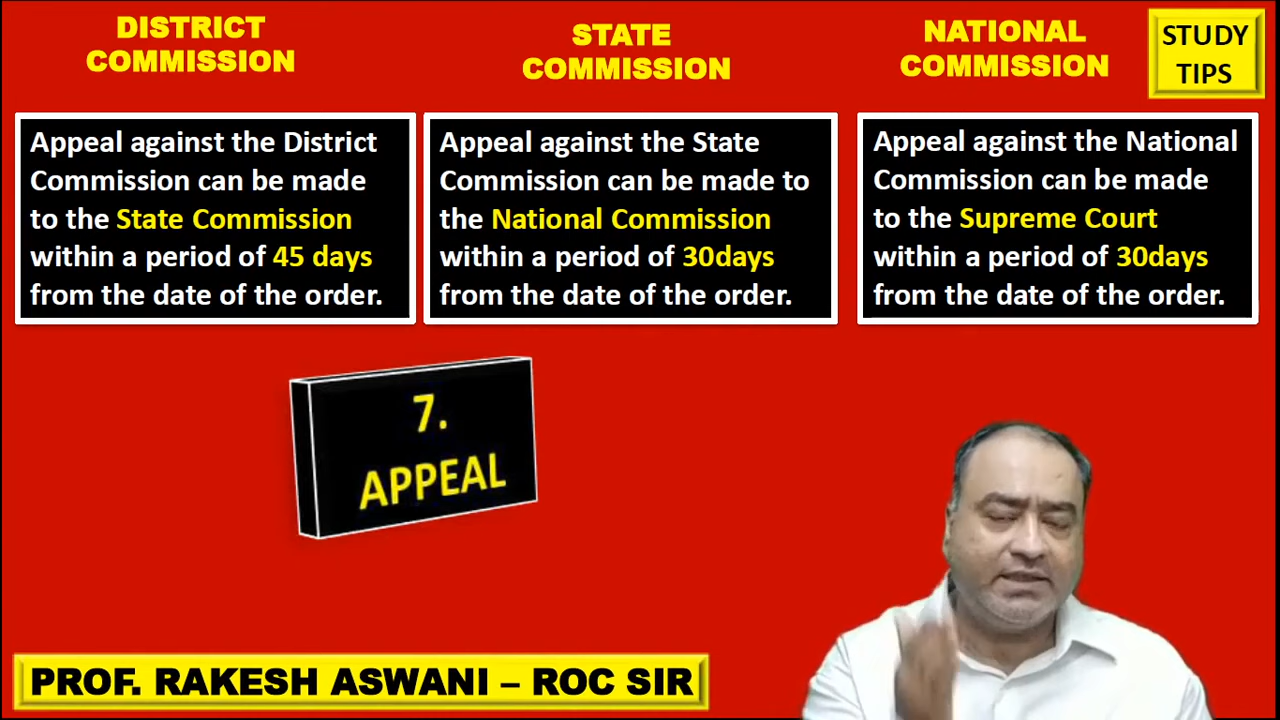 DISTRICT
COMMISSION
STATE
COMMISSION
NATIONAL
COMMISSION
STUDY
TIPS
Appeal against the District
Commission can be made
to the State Commission
within a period of 45 days
from the date of the order.
Appeal against the State
Commission can be made to
the National Commission
within a period of 30days
from the date of the order.
Appeal against the National
Commission can be made
to the Supreme Court
within a period of 30days
from the date of the order.
7.
APPEAL
PROF. RAKESH ASWANI – ROC SIR